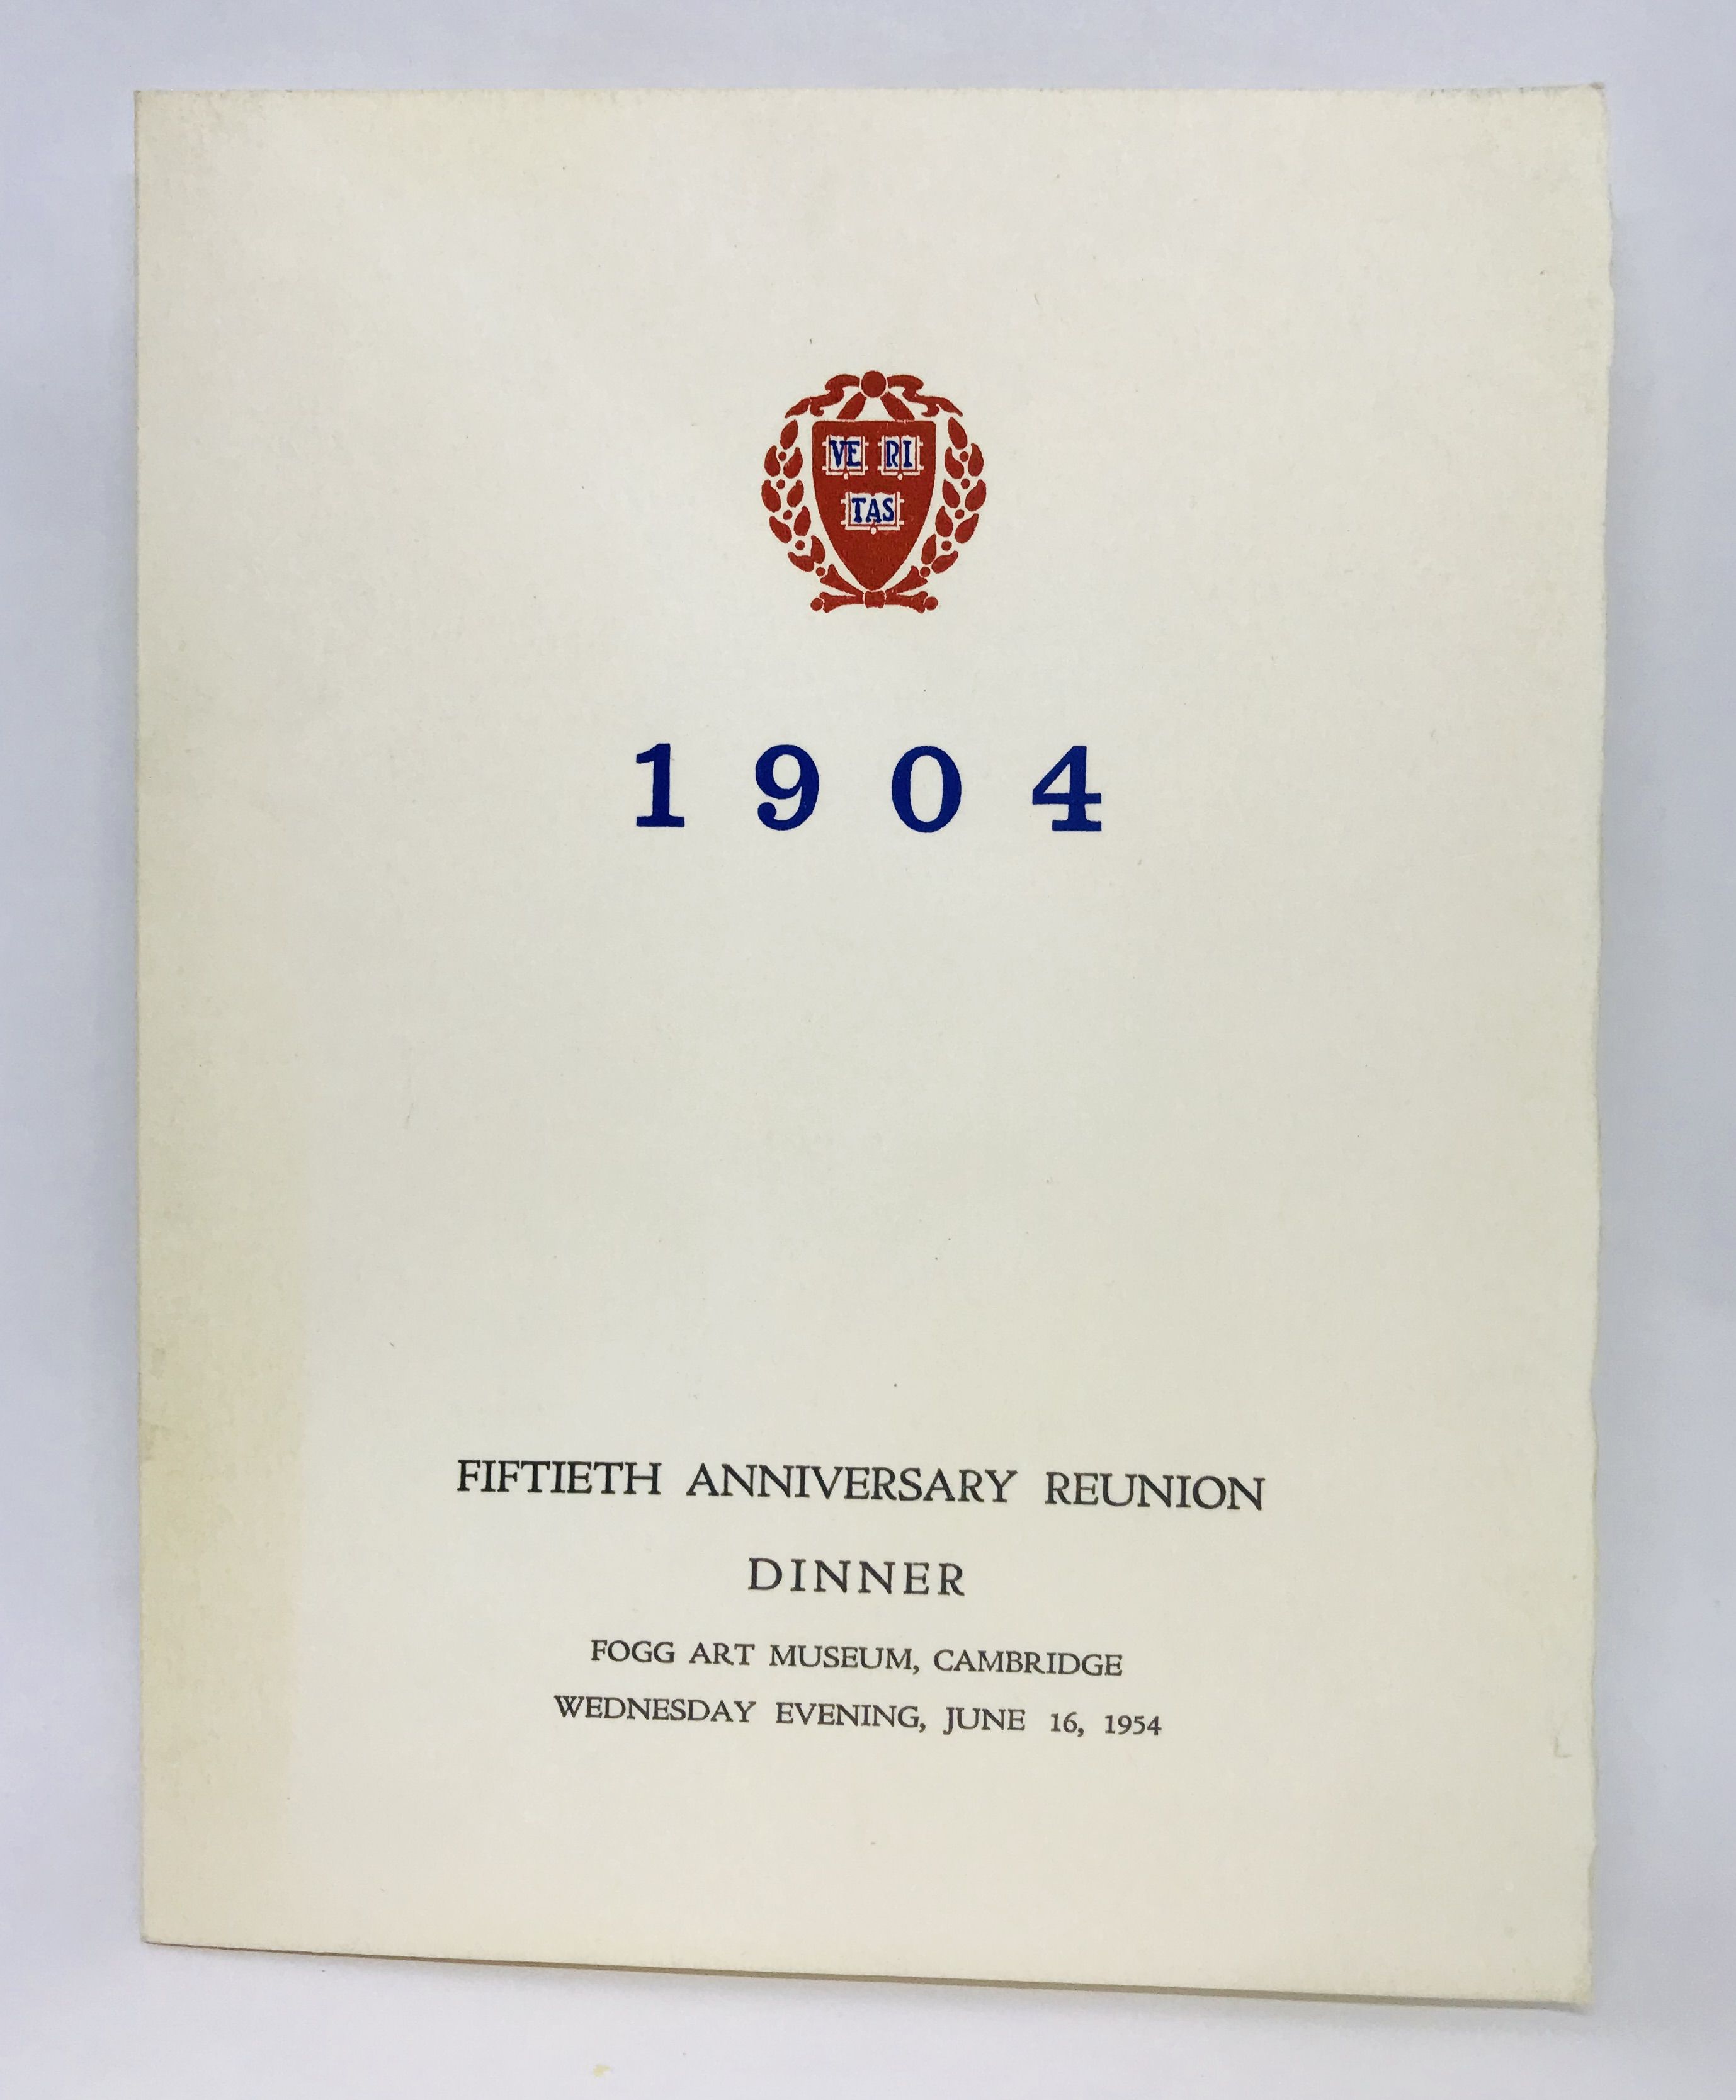 VE RI
TAS
1904
FIFTIETH ANNIVERSARY REUNION
DINNER
FOGG ART MUSEUM, CAMBRIDGE
WEDNESDAY EVENING, JUNE 16, 1954